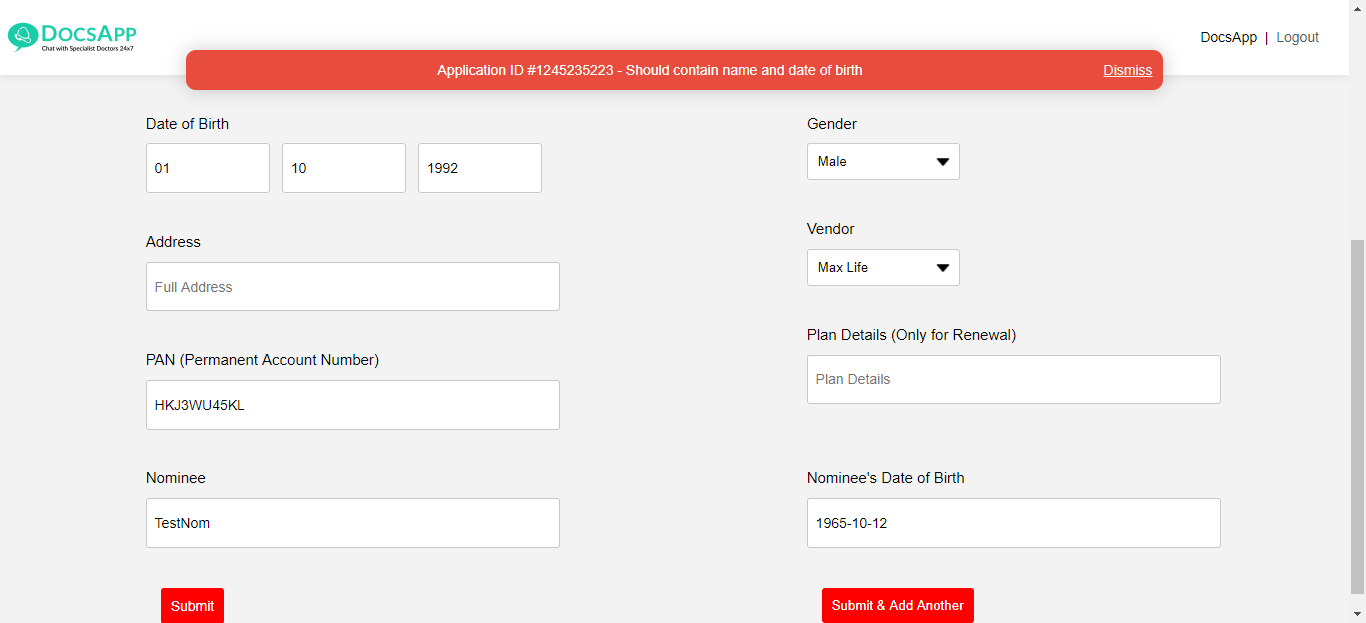 DocsApp
Chat with Specialist Doctors 24x7
DocsApp | Logout
Application ID #1245235223 - Should contain name and date of birth Dismiss
Date of Birth
01 10 1992
Gender
Male
Address
Full Address
Vendor
Max Life
PAN (Permanent Account Number)
HKJ3WU45KL
Plan Details (Only for Renewal)
Plan Details
Nominee
TestNom
Nominee's Date of Birth
1965-10-12
Submit
Submit & Add Another